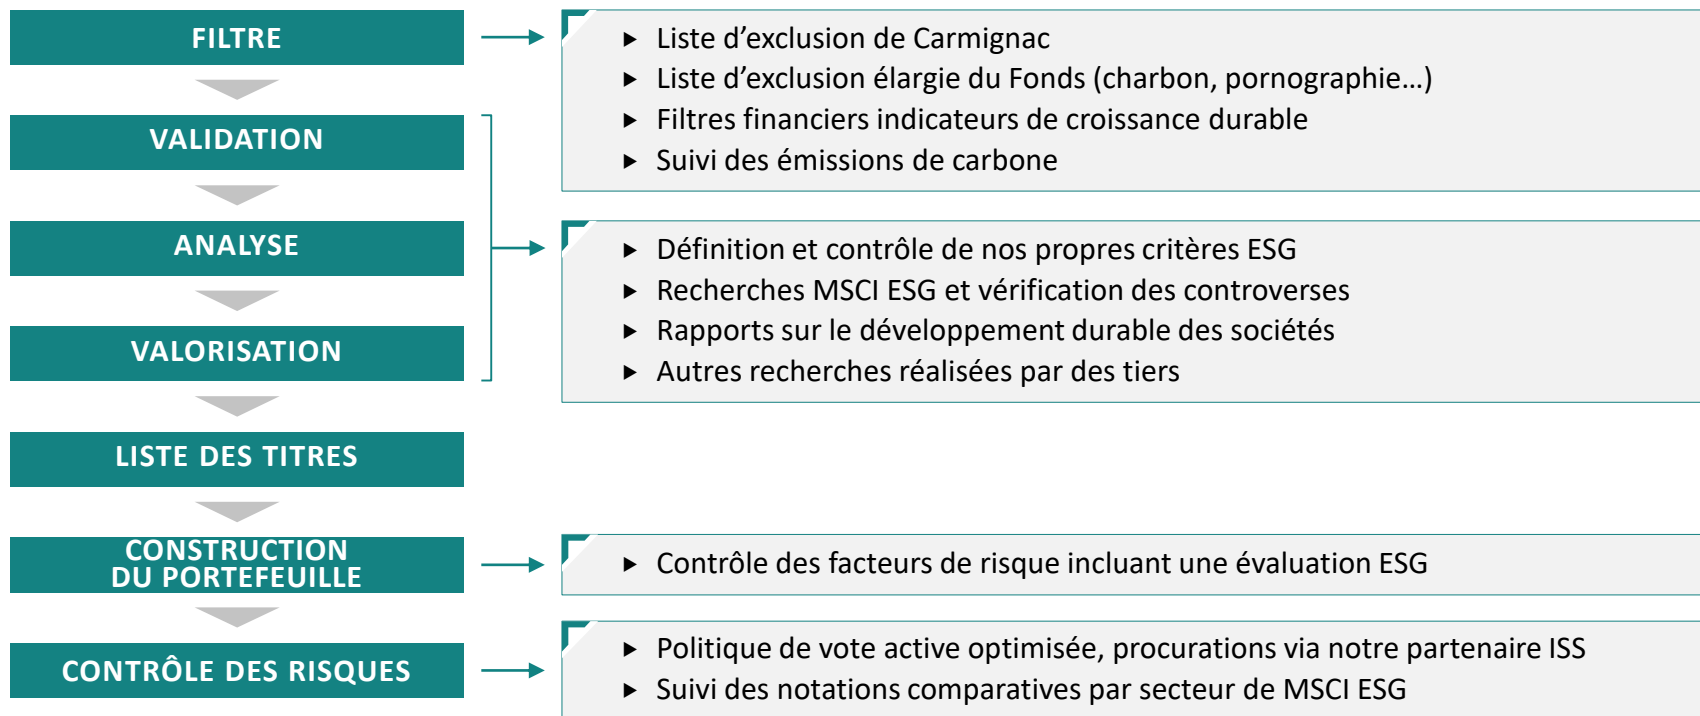 FILTRE
▶ Liste d’exclusion de Carmignac
▶ Liste d’exclusion élargie du Fonds (charbon, pornographie…)
▶ Filtres financiers indicateurs de croissance durable
▶ Suivi des émissions de carbone
VALIDATION
ANALYSE
VALORISATION
▶ Définition et contrôle de nos propres critères ESG
▶ Recherches MSCI ESG et vérification des controverses
▶ Rapports sur le développement durable des sociétés
▶ Autres recherches réalisées par des tiers
LISTE DES TITRES
CONSTRUCTION
DU PORTEFEUILLE
▶ Contrôle des facteurs de risque incluant une évaluation ESG
CONTRÔLE DES RISQUES
▶ Politique de vote active optimisée, procurations via notre partenaire ISS
▶ Suivi des notations comparatives par secteur de MSCI ESG